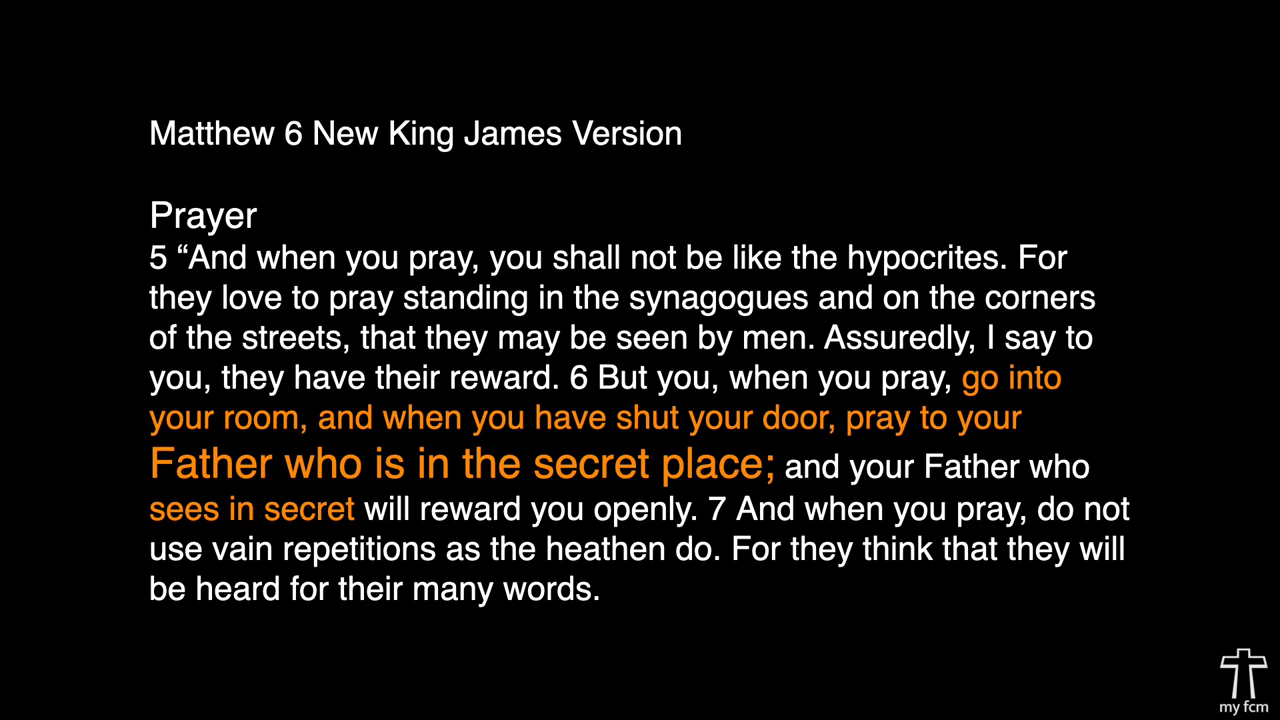 Matthew 6 New King James Version
Prayer
5 “And when you pray, you shall not be like the hypocrites. For
they love to pray standing in the synagogues and on the corners
of the streets, that they may be seen by men. Assuredly, I say to
you, they have their reward. 6 But you, when you pray, go into
your room, and when you have shut your door, pray to your
Father who is in the secret place; and your Father who
sees in secret will reward you openly. 7 And when you pray, do not
use vain repetitions as the heathen do. For they think that they will
be heard for their many words.
my fcm